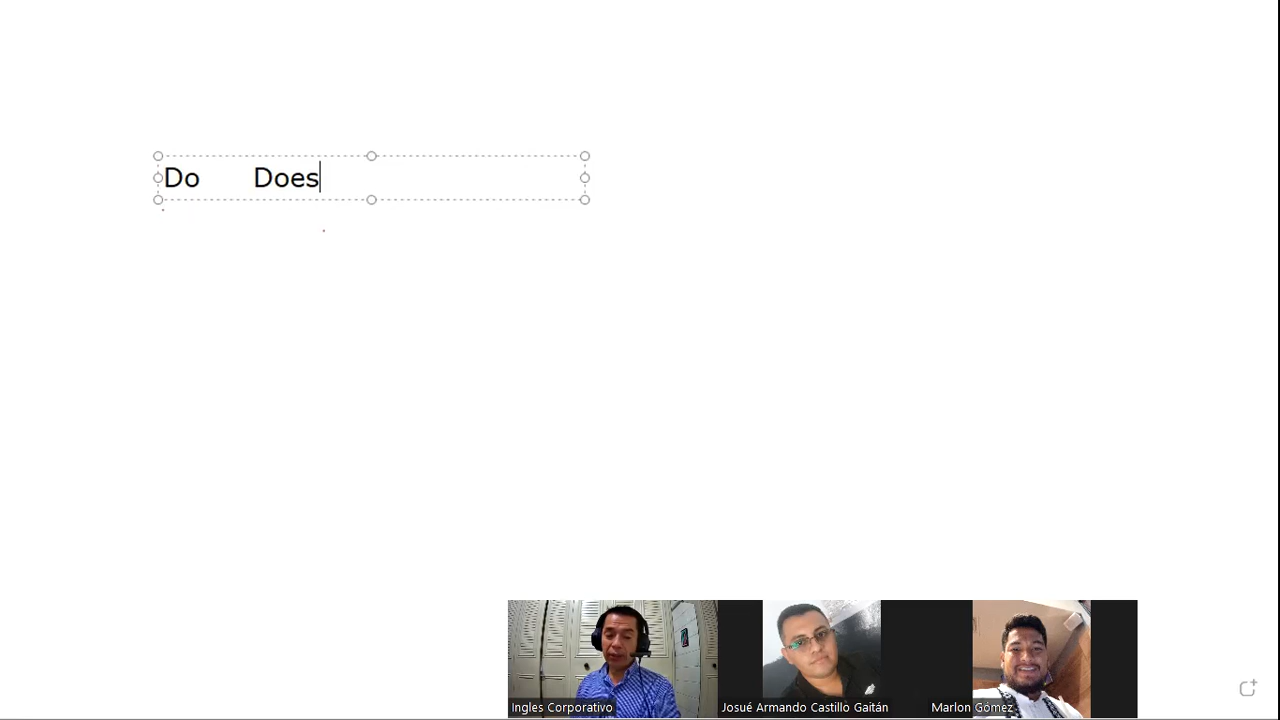 Do Does
Ingles Corporativo
Josué Armando Castillo Gaitán
Marlon Gómez